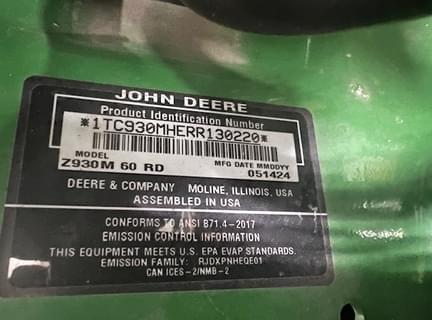 JOHN DEERE
Product Identification Number
*1TC930MHERR130220*
MODEL MFG DATE MMDDYY
Z930M 60 RD 051424
DEERE & COMPANY MOLINE, ILLINOIS, USA
ASSEMBLED IN USA
CONFORMS TO ANSI B71.4-2017
EMISSION CONTROL INFORMATION
THIS EQUIPMENT MEETS U.S. EPA EVAP STANDARDS.
EMISSION FAMILY: RJDXPNHEQE01
CAN ICES-2/NMB-2